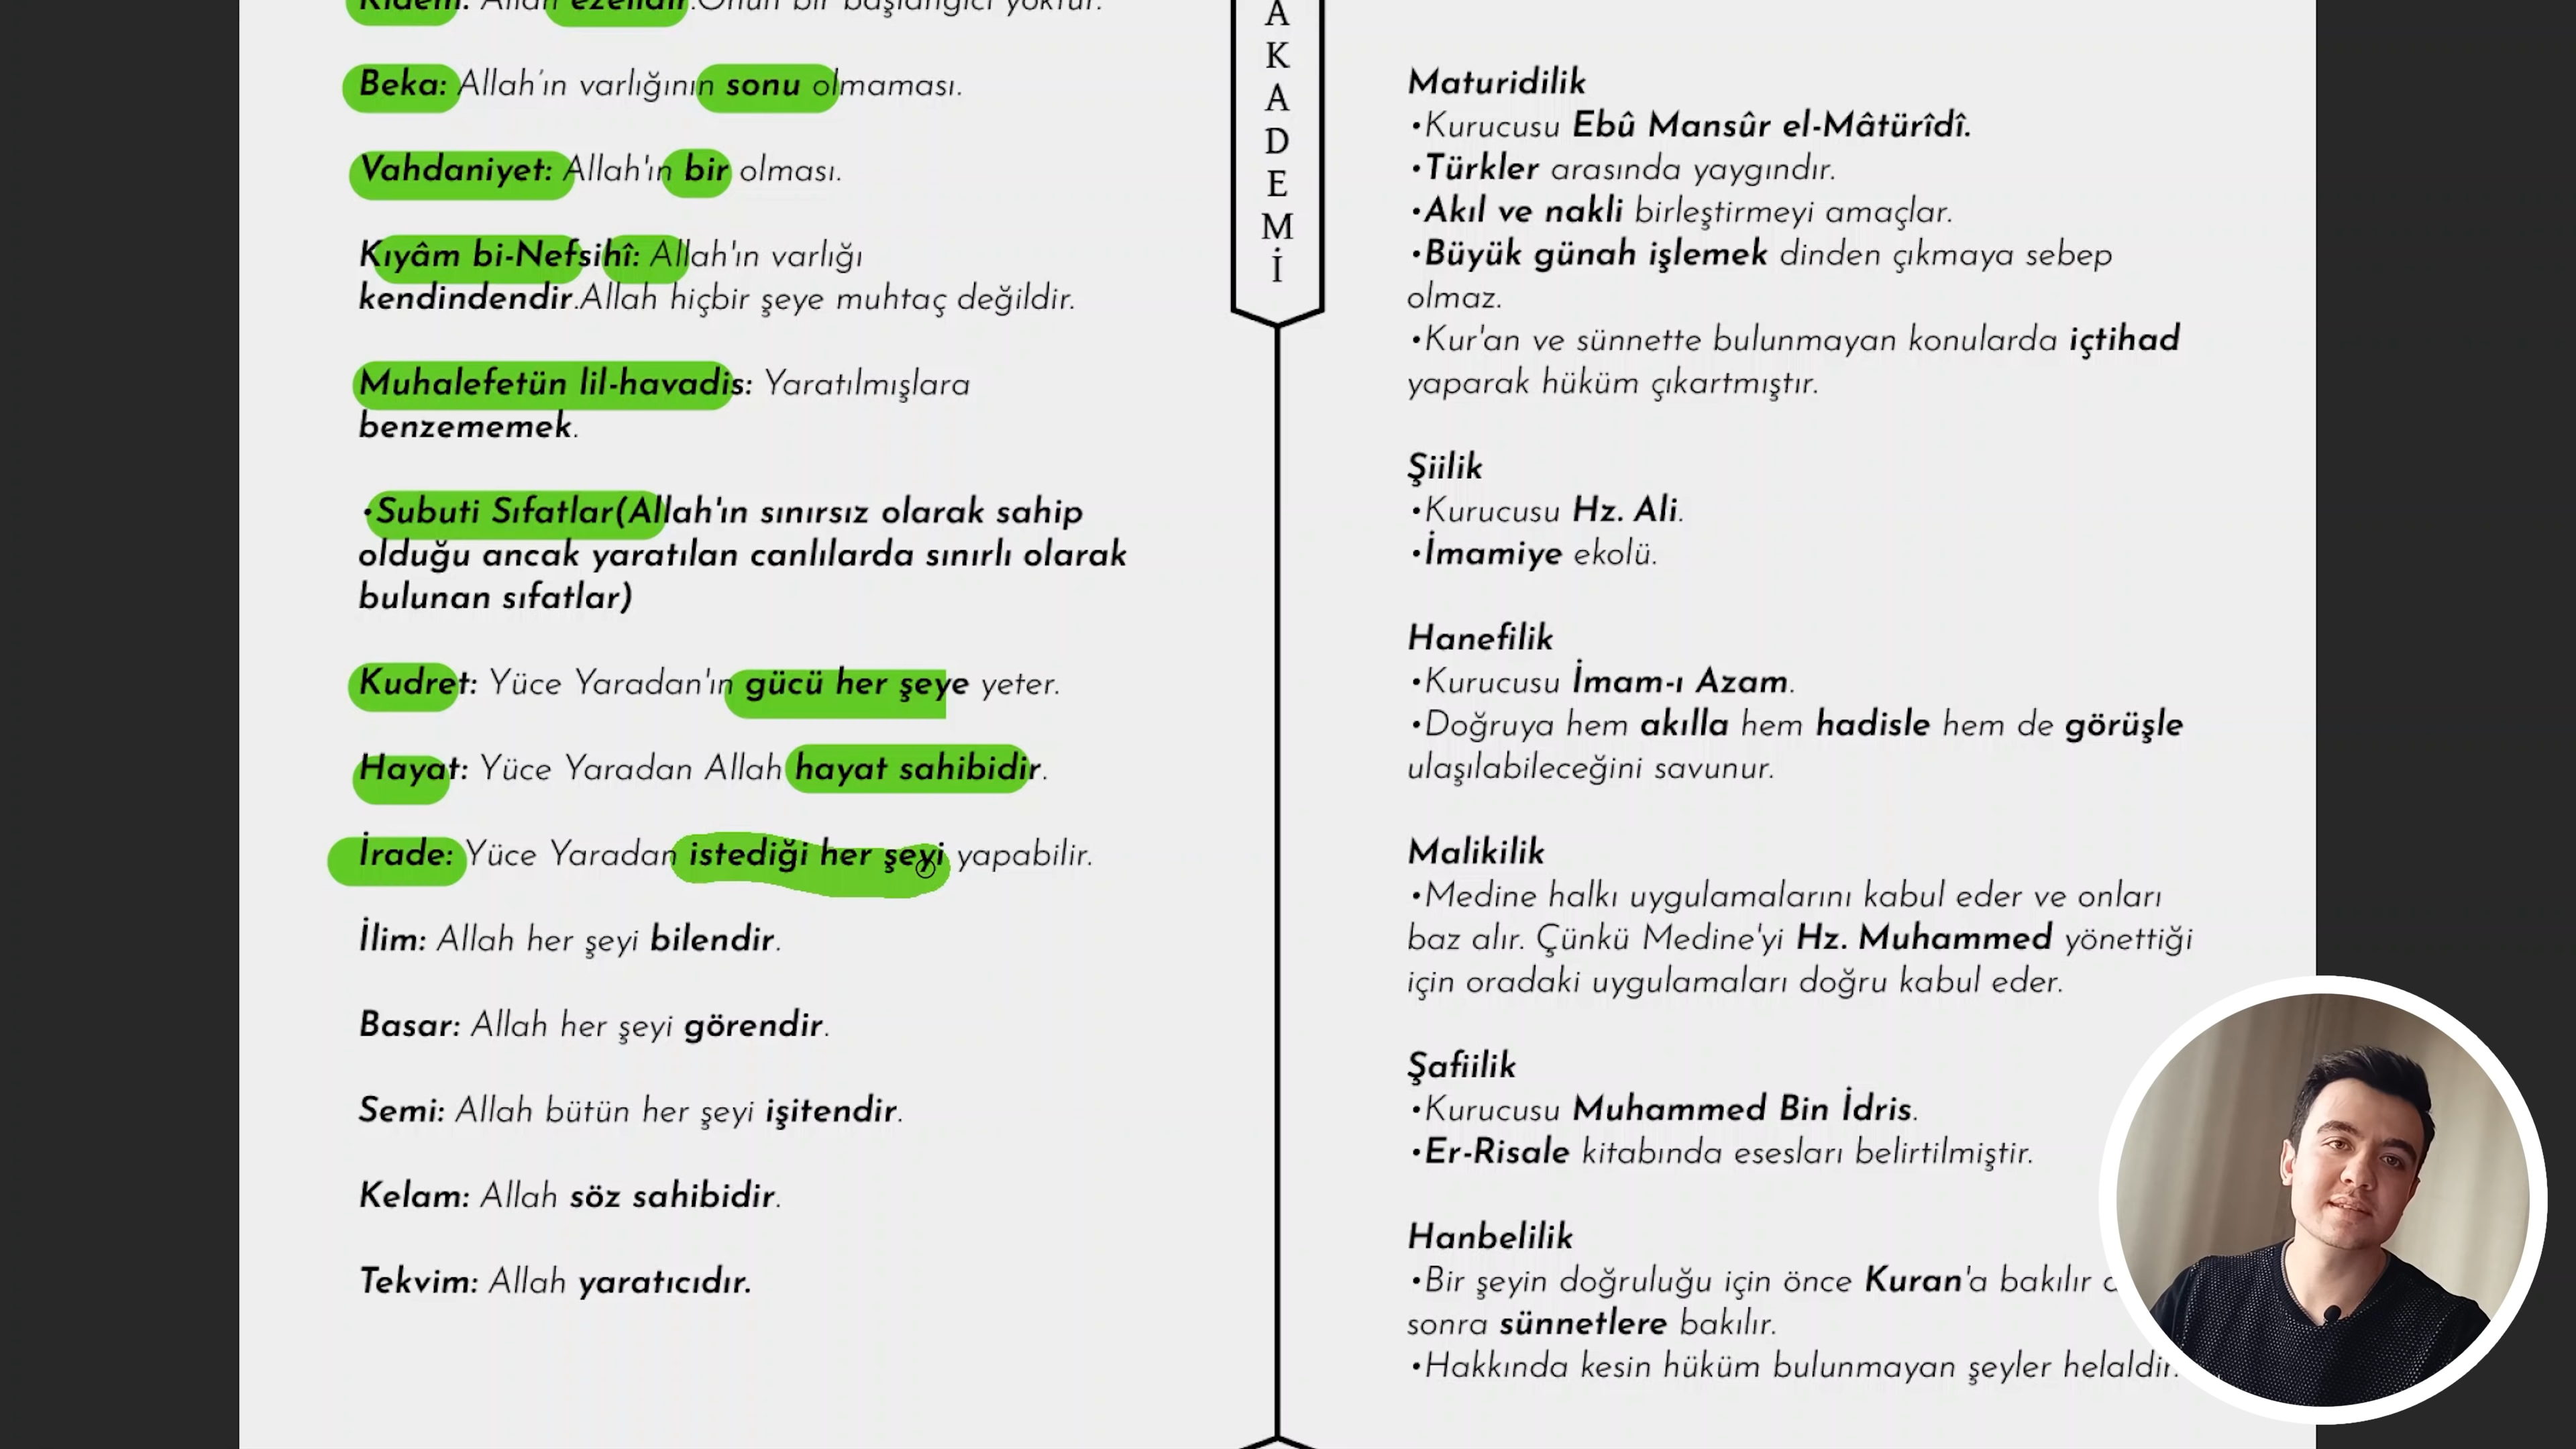 Kıdem: Allah ezelidir.Onun bir başlangıcı yoktur.
Beka: Allah’ın varlığının sonu olmaması.
Vahdaniyet: Allah'ın bir olması.
Kıyâm bi-Nefsihî: Allah'ın varlığı
kendindendir.Allah hiçbir şeye muhtaç değildir.
Muhalefetün lil-havadis: Yaratılmışlara
benzememek.
•Subuti Sıfatlar(Allah'ın sınırsız olarak sahip
olduğu ancak yaratılan canlılarda sınırlı olarak
bulunan sıfatlar)
Kudret: Yüce Yaradan'ın gücü her şeye yeter.
Hayat: Yüce Yaradan Allah hayat sahibidir.
İrade: Yüce Yaradan istediği her şeyi yapabilir.
İlim: Allah her şeyi bilendir.
Basar: Allah her şeyi görendir.
Semi: Allah bütün her şeyi işitendir.
Kelam: Allah söz sahibidir.
Tekvim: Allah yaratıcıdır.
A
K
A
D
E
M
İ
Maturidilik
•Kurucusu Ebû Mansûr el-Mâtürîdî.
•Türkler arasında yaygındır.
•Akıl ve nakli birleştirmeyi amaçlar.
•Büyük günah işlemek dinden çıkmaya sebep
olmaz.
•Kur'an ve sünnette bulunmayan konularda içtihad
yaparak hüküm çıkartmıştır.
Şiilik
•Kurucusu Hz. Ali.
•İmamiye ekolü.
Hanefilik
•Kurucusu İmam-ı Azam.
•Doğruya hem akılla hem hadisle hem de görüşle
ulaşılabileceğini savunur.
Malikilik
•Medine halkı uygulamalarını kabul eder ve onları
baz alır. Çünkü Medine'yi Hz. Muhammed yönettiği
için oradaki uygulamaları doğru kabul eder.
Şafiilik
•Kurucusu Muhammed Bin İdris.
•Er-Risale kitabında esesları belirtilmiştir.
Hanbelilik
•Bir şeyin doğruluğu için önce Kuran'a bakılır
sonra sünnetlere bakılır.
•Hakkında kesin hüküm bulunmayan şeyler helaldir.